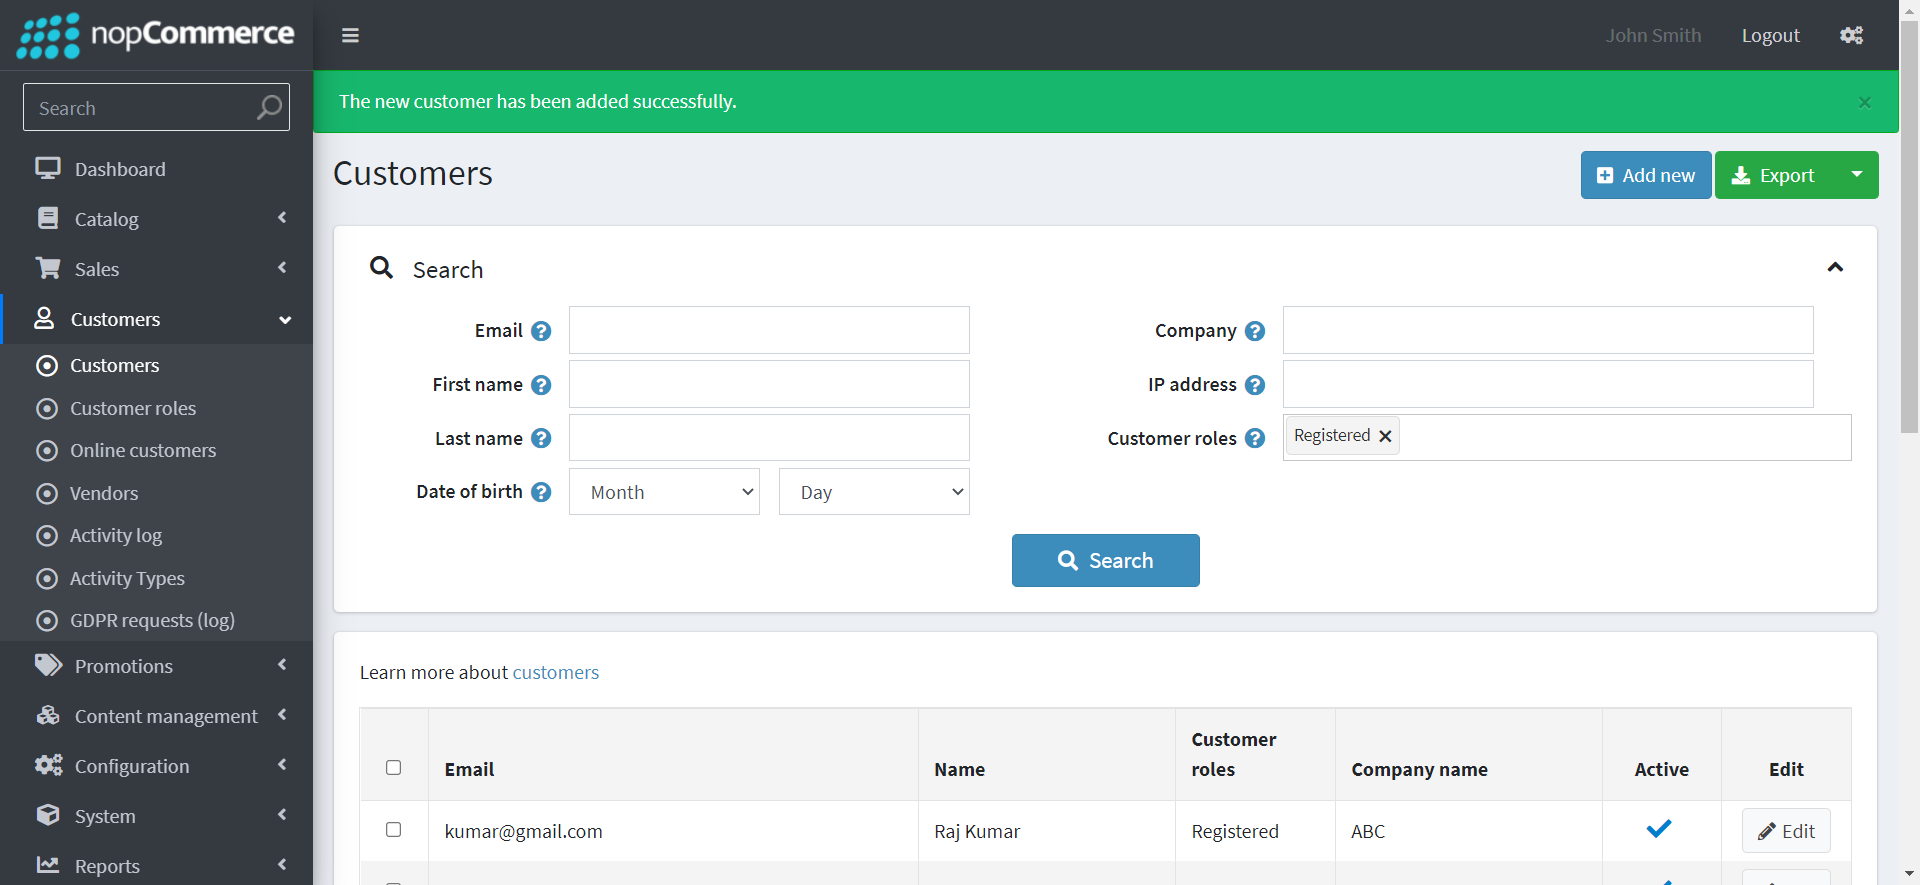 nopCommerce
John Smith
Logout
Search
The new customer has been added successfully.
×
Dashboard
Catalog
Sales
Customers
Customers
Customer roles
Online customers
Vendors
Activity log
Activity Types
GDPR requests (log)
Promotions
Content management
Configuration
System
Reports
Customers
Add new
Export
Search
Email
Company
First name
IP address
Last name
Customer roles
Registered
Date of birth
Month
Day
Search
Learn more about customers
Email
Name
Customer roles
Company name
Active
Edit
kumar@gmail.com
Raj Kumar
Registered
ABC
Edit